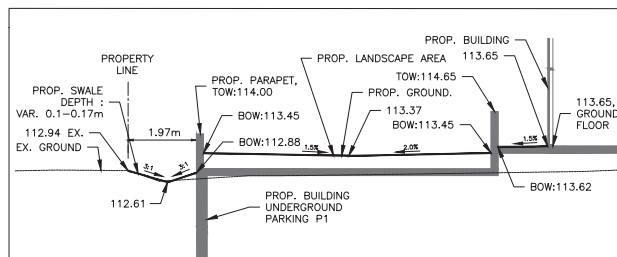 PROP. BUILDING
113.65
PROPERTY
LINE
PROP. LANDSCAPE AREA
PROP. PARAPET,
TOW:114.00
TOW:114.65
PROP. SWALE
DEPTH :
VAR. 0.1-0.17m
PROP. GROUND.
113.37
113.65,
GROUND
FLOOR
1.97m
BOW:113.45
BOW:113.45
112.94 EX.
EX. GROUND
BOW:112.88
1.5%
2.0%
1.5%
3:1
3:1
BOW:113.62
112.61
PROP. BUILDING
UNDERGROUND
PARKING P1